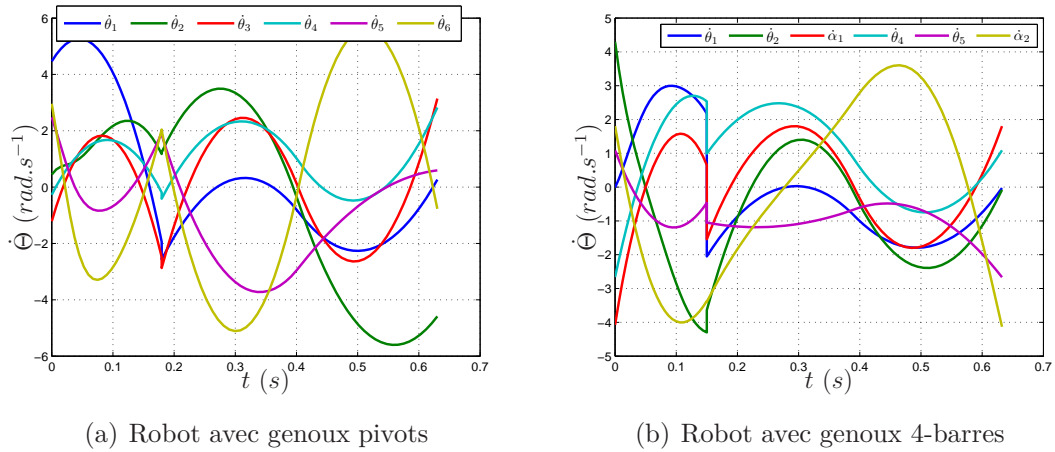 θ̇₁ θ̇₂ θ̇₃ θ̇₄ θ̇₅ θ̇₆
6
4
2
0
−2
−4
−6
Θ̇ (rad.s⁻¹)
0 0.1 0.2 0.3 0.4 0.5 0.6 0.7
t (s)
(a) Robot avec genoux pivots
θ̇₁ θ̇₂ α̇₁ θ̇₄ θ̇₅ α̇₂
5
4
3
2
1
0
−1
−2
−3
−4
−5
Θ̇ (rad.s⁻¹)
0 0.1 0.2 0.3 0.4 0.5 0.6 0.7
t (s)
(b) Robot avec genoux 4-barres